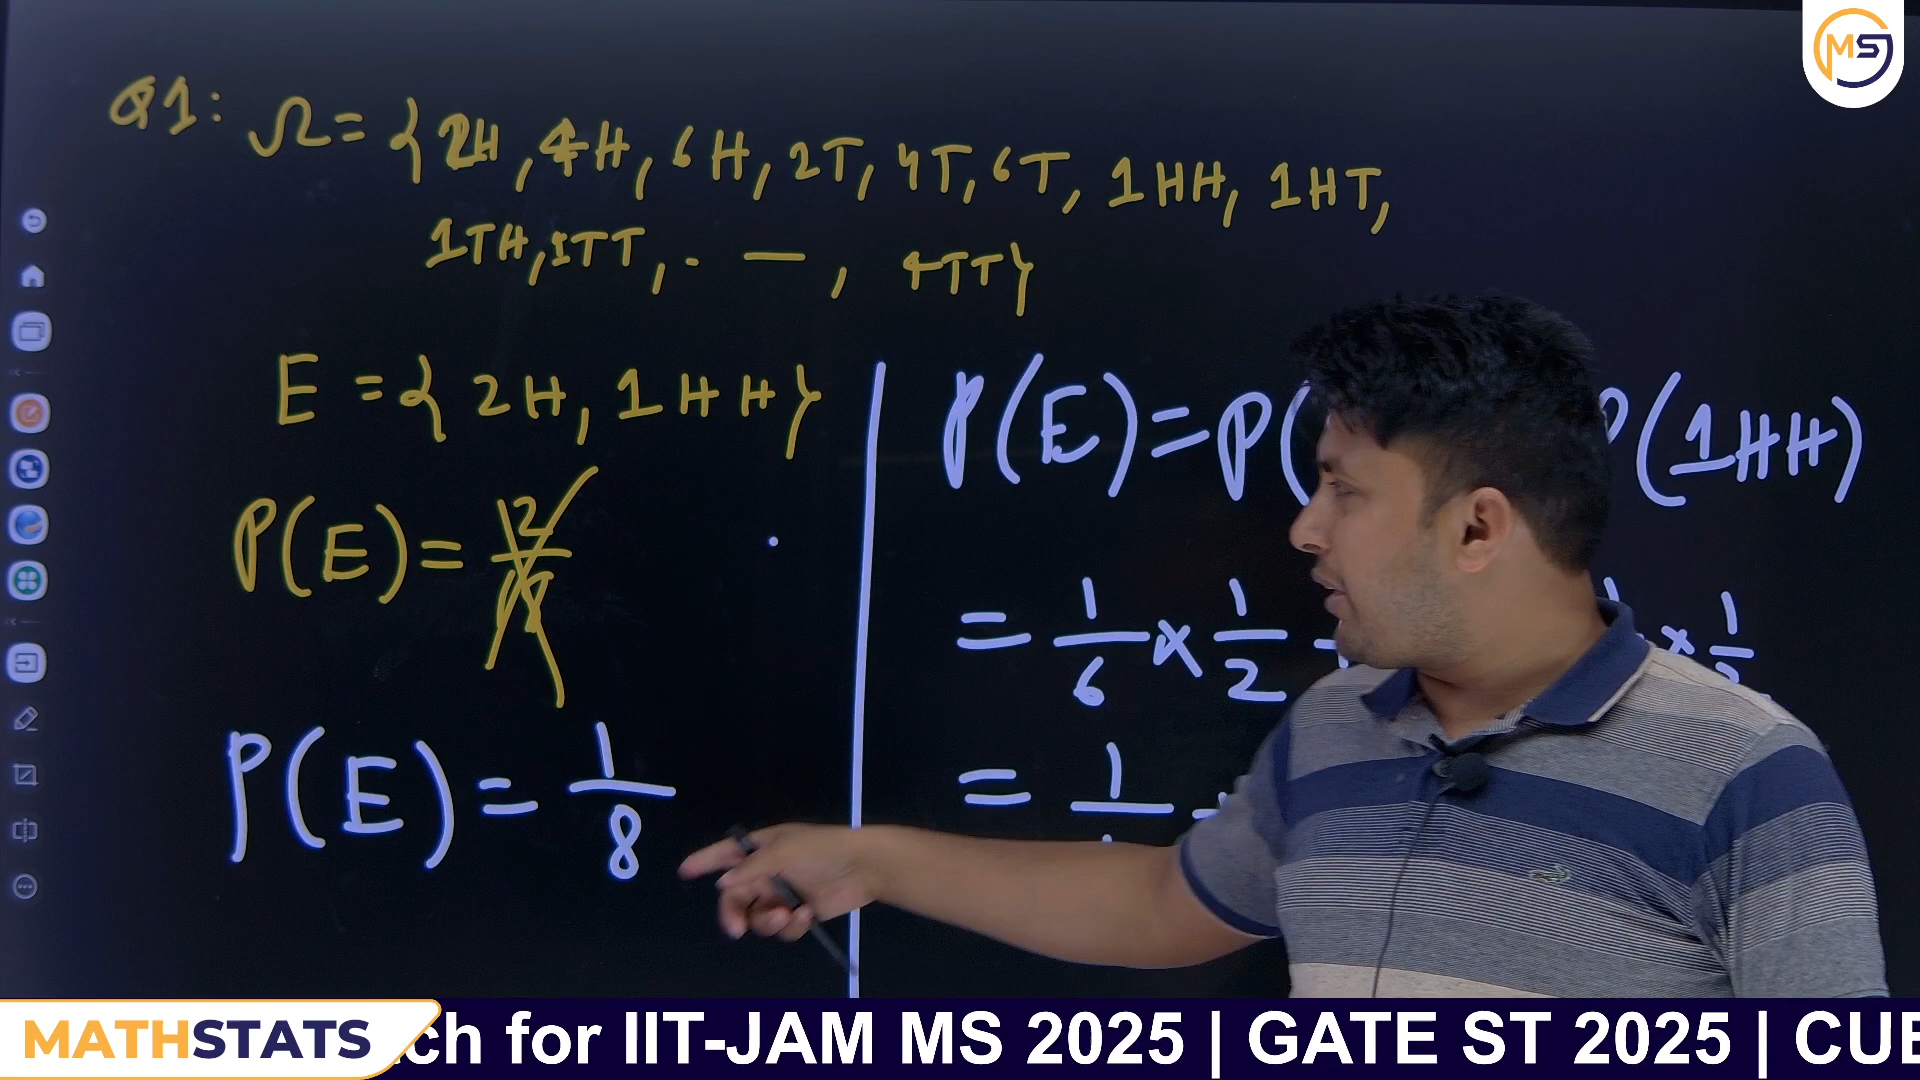 MS
Q1: Ω = { 2H, 4H, 6H, 2T, 4T, 6T, 1HH, 1HT,
1TH, 1TT, . — , 4TT}
E = { 2H, 1HH}
P(E) =
P(E) = 1/8
P(E) = P( P(1HH)
= 1/6 × 1/2 + × 1/2
= 1/
MATHSTATS
ch for IIT-JAM MS 2025 | GATE ST 2025 | CUE